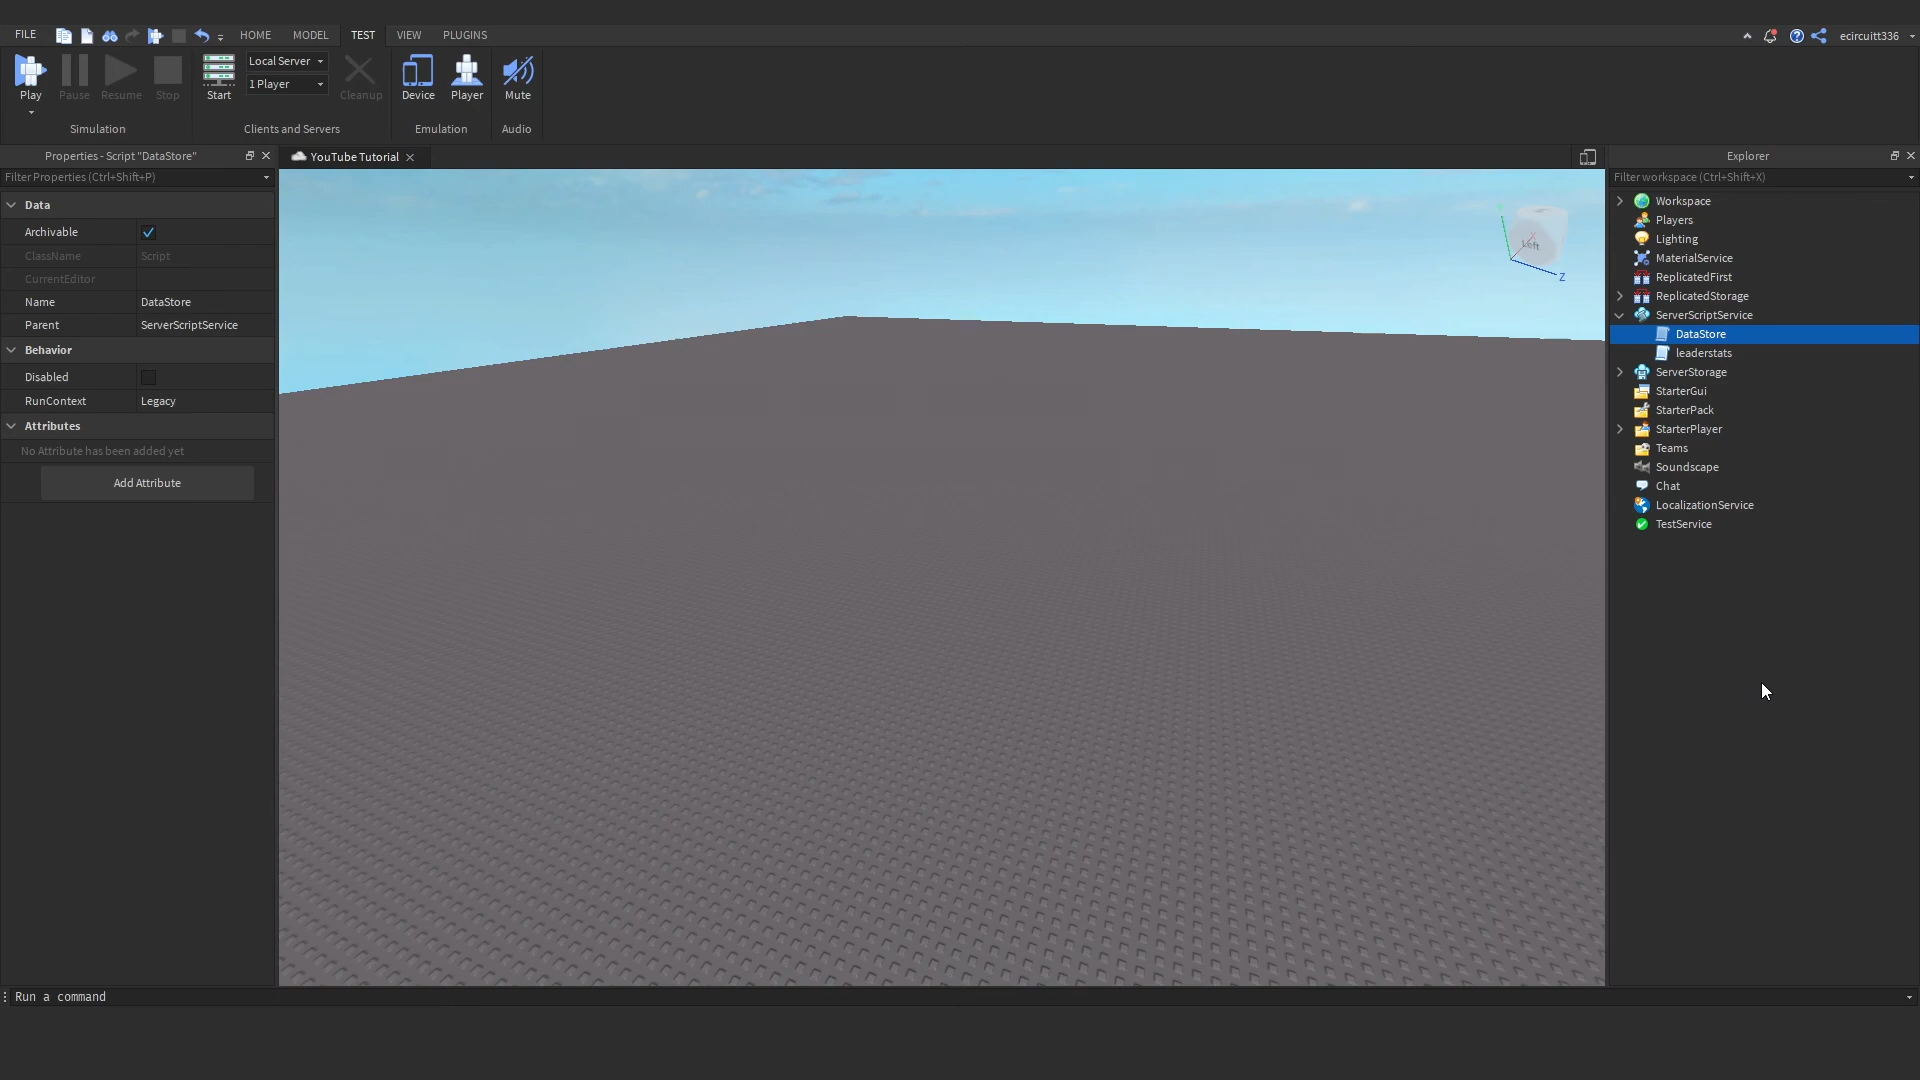 FILE HOME MODEL TEST VIEW PLUGINS ecircuitt336
Play Pause Resume Stop Start Local Server 1 Player Cleanup Device Player Mute
Simulation Clients and Servers Emulation Audio
Properties - Script "DataStore"
Filter Properties (Ctrl+Shift+P)
Data
Archivable
ClassName Script
CurrentEditor
Name DataStore
Parent ServerScriptService
Behavior
Disabled
RunContext Legacy
Attributes
No Attribute has been added yet
Add Attribute
YouTube Tutorial
Left
X
Z
Explorer
Filter workspace (Ctrl+Shift+X)
Workspace
Players
Lighting
MaterialService
ReplicatedFirst
ReplicatedStorage
ServerScriptService
DataStore
leaderstats
ServerStorage
StarterGui
StarterPack
StarterPlayer
Teams
Soundscape
Chat
LocalizationService
TestService
Run a command